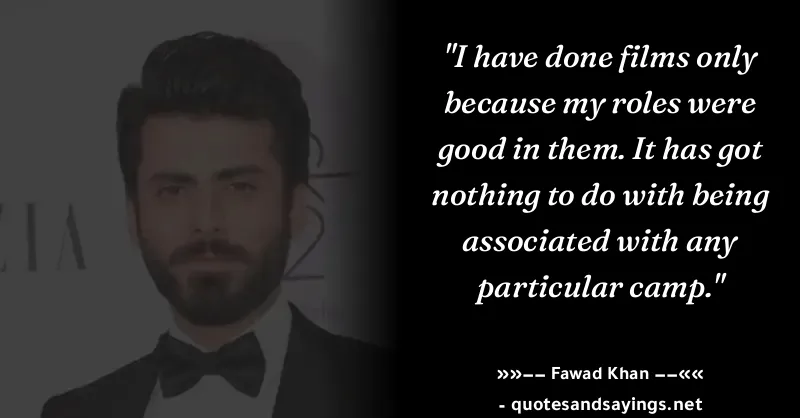 "I have done films only
because my roles were
good in them. It has got
nothing to do with being
associated with any
particular camp."
»»–– Fawad Khan ––««
- quotesandsayings.net